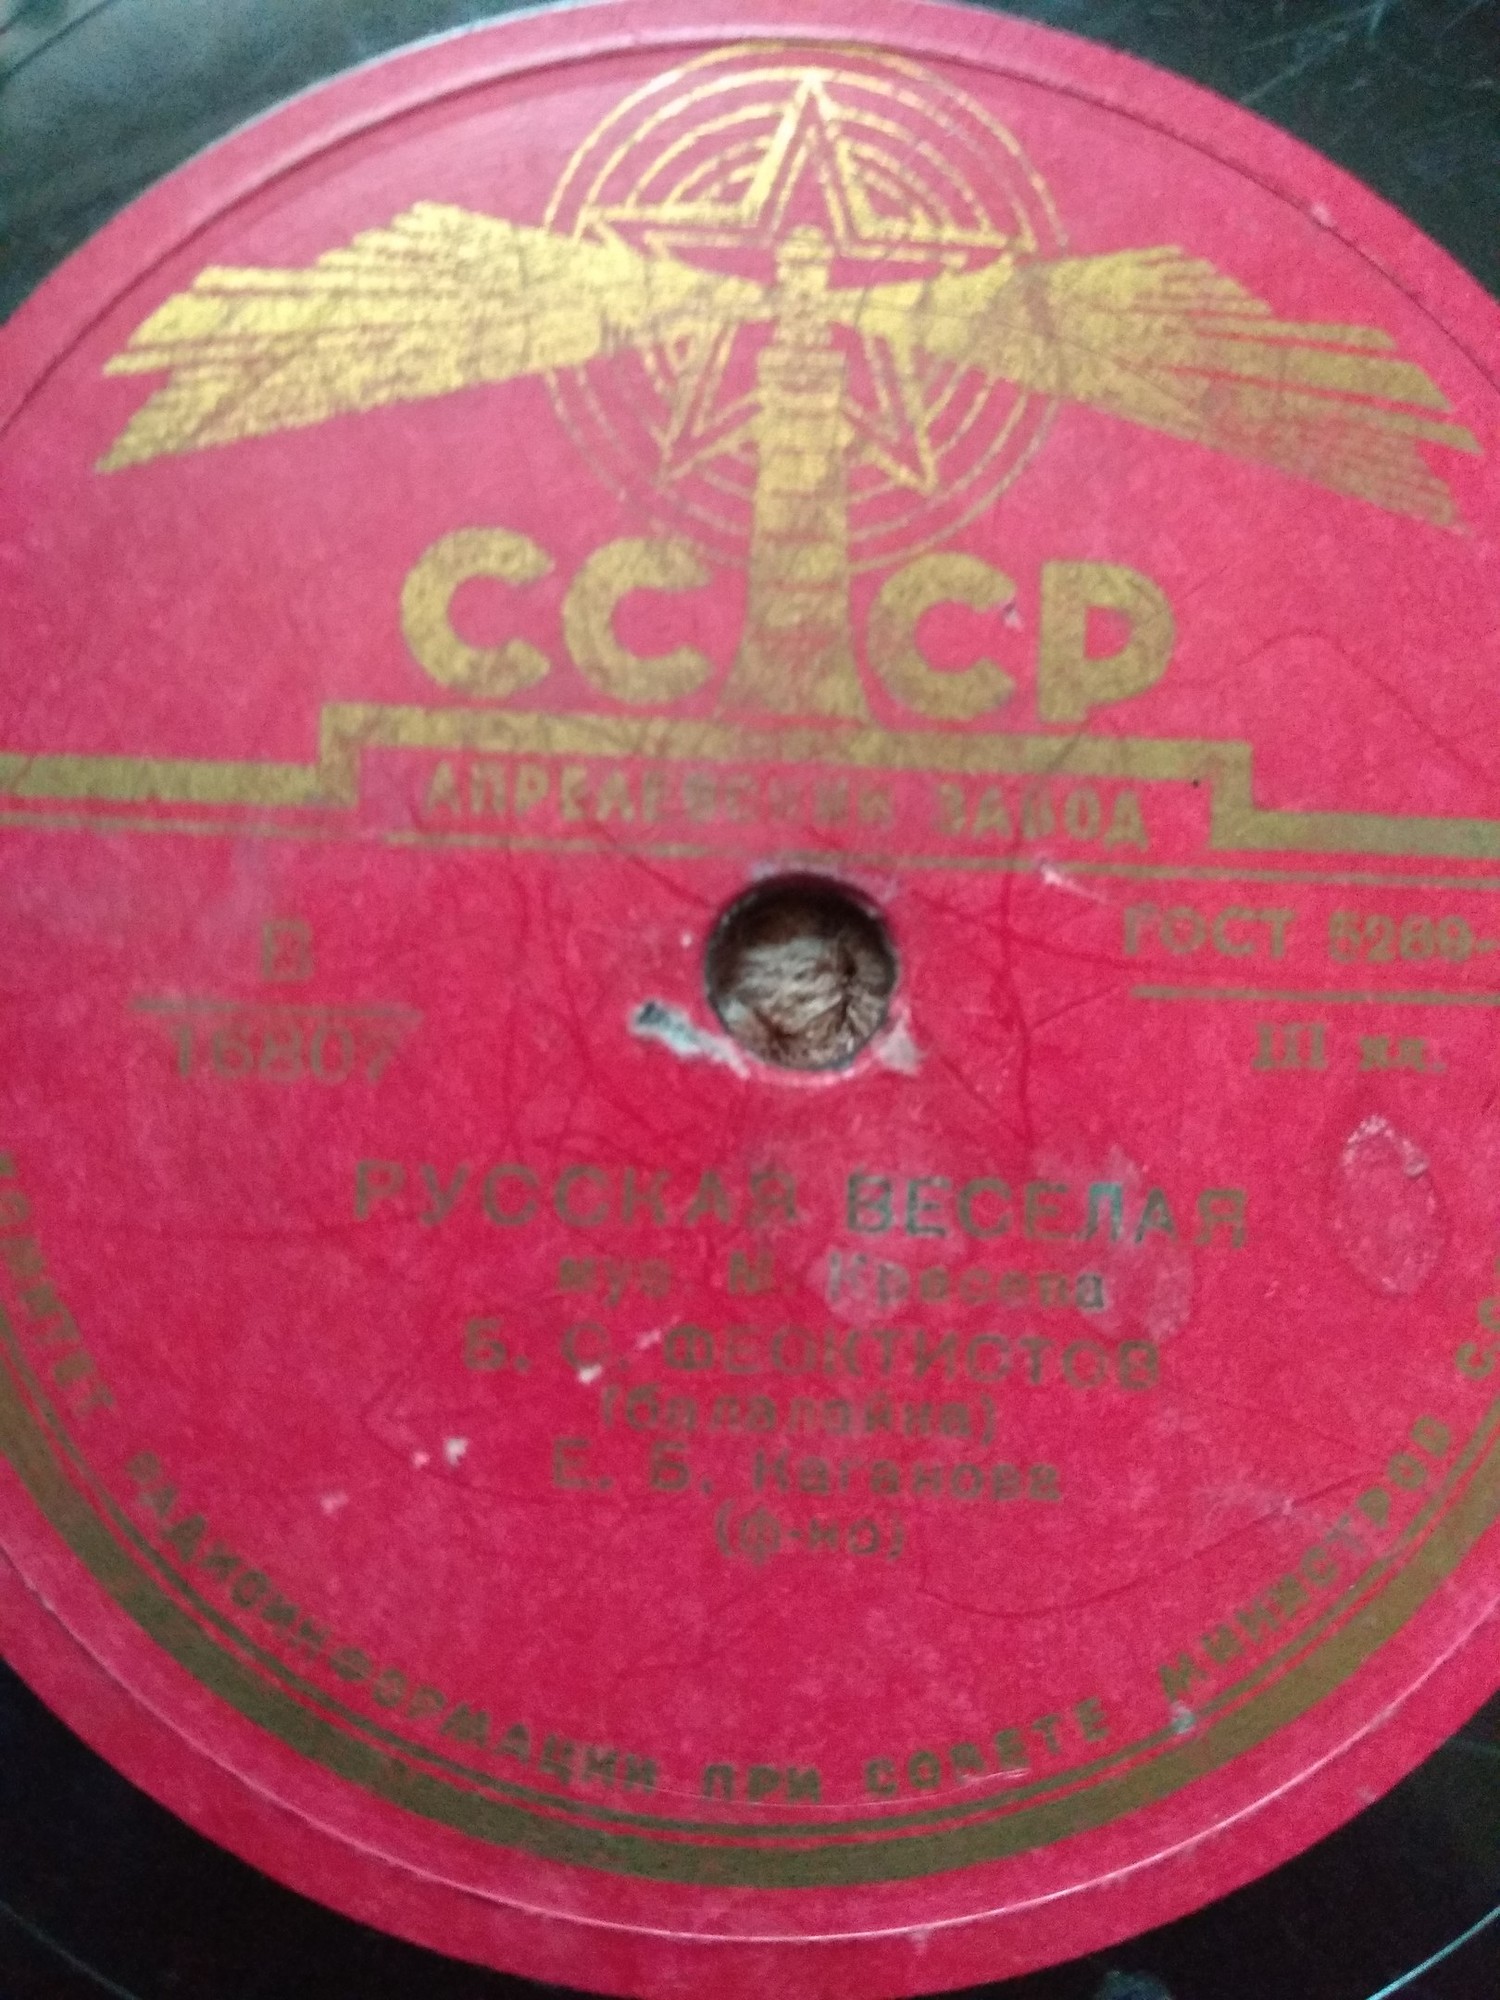 СССР
АПРЕЛЕВСКИЙ ЗАВОД
В
16807
ГОСТ 5289-
III кл.
РУССКАЯ ВЕСЕЛАЯ
муз. М. Красева
Б. С. ФЕОКТИСТОВ
(балалайка)
Е. Б. Каганова
(ф-но)
РАДИОИНФОРМАЦИИ ПРИ СОВЕТЕ МИНИСТРОВ